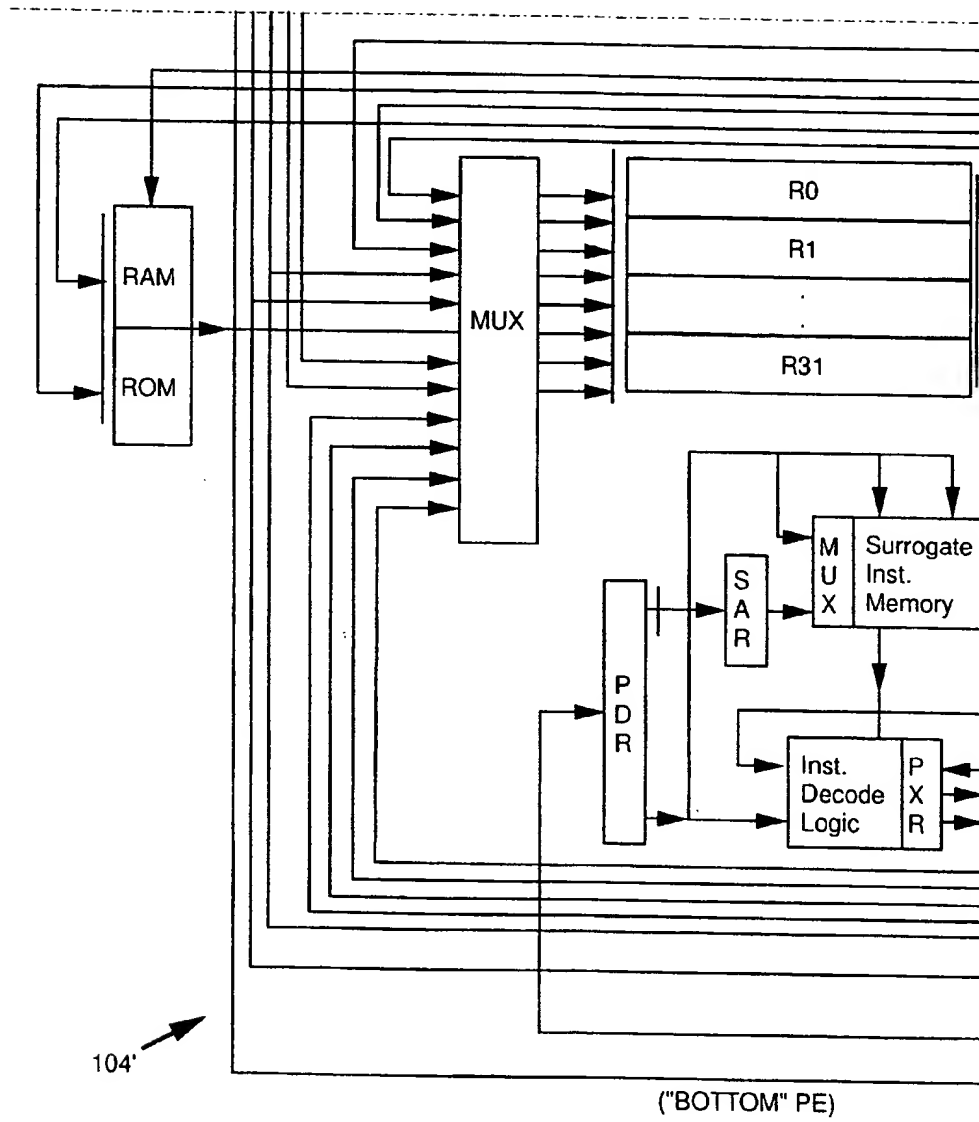 R0
RAM
R1
MUX
.
ROM
R31
M
U
X
Surrogate
Inst.
Memory
S
A
R
P
D
R
Inst.
Decode
Logic
P
X
R
104'
("BOTTOM" PE)